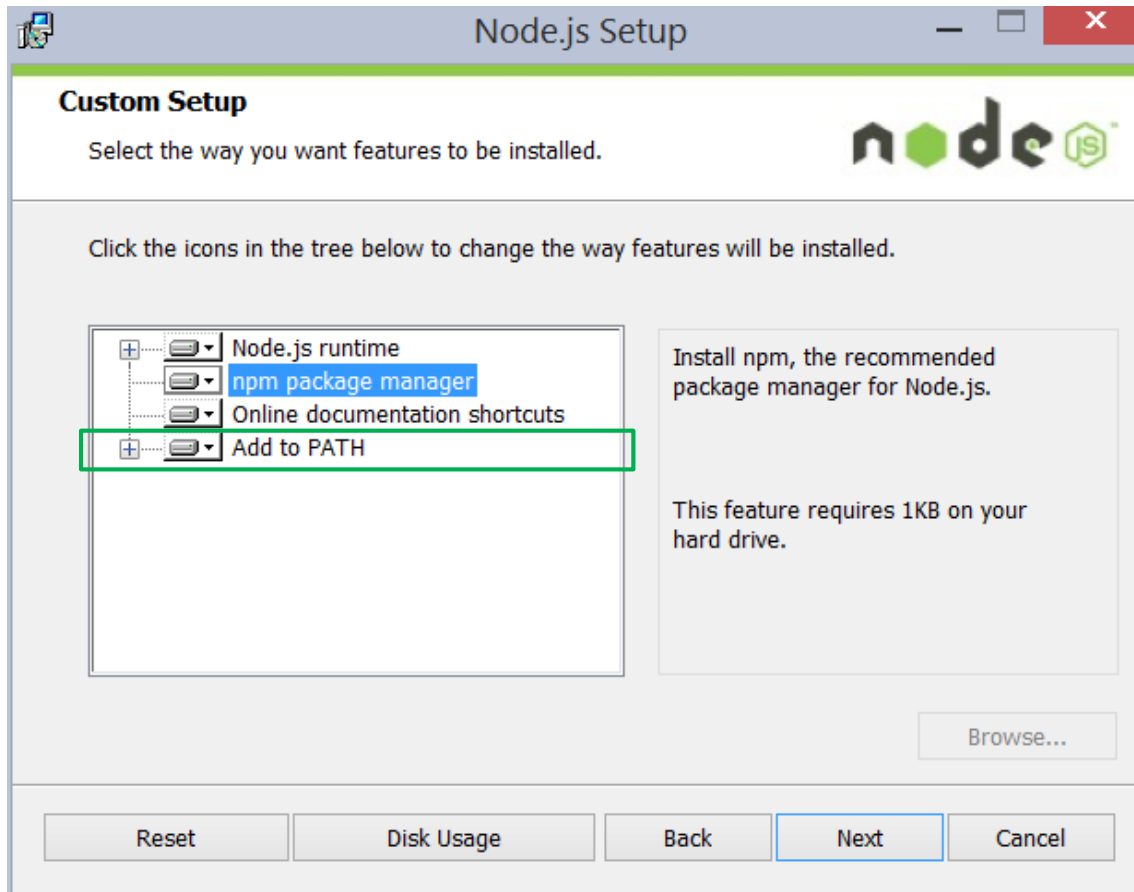 Node.js Setup
Custom Setup
Select the way you want features to be installed.
node JS™
Click the icons in the tree below to change the way features will be installed.
Node.js runtime
npm package manager
Online documentation shortcuts
Add to PATH
Install npm, the recommended
package manager for Node.js.
This feature requires 1KB on your
hard drive.
Browse...
Reset
Disk Usage
Back
Next
Cancel